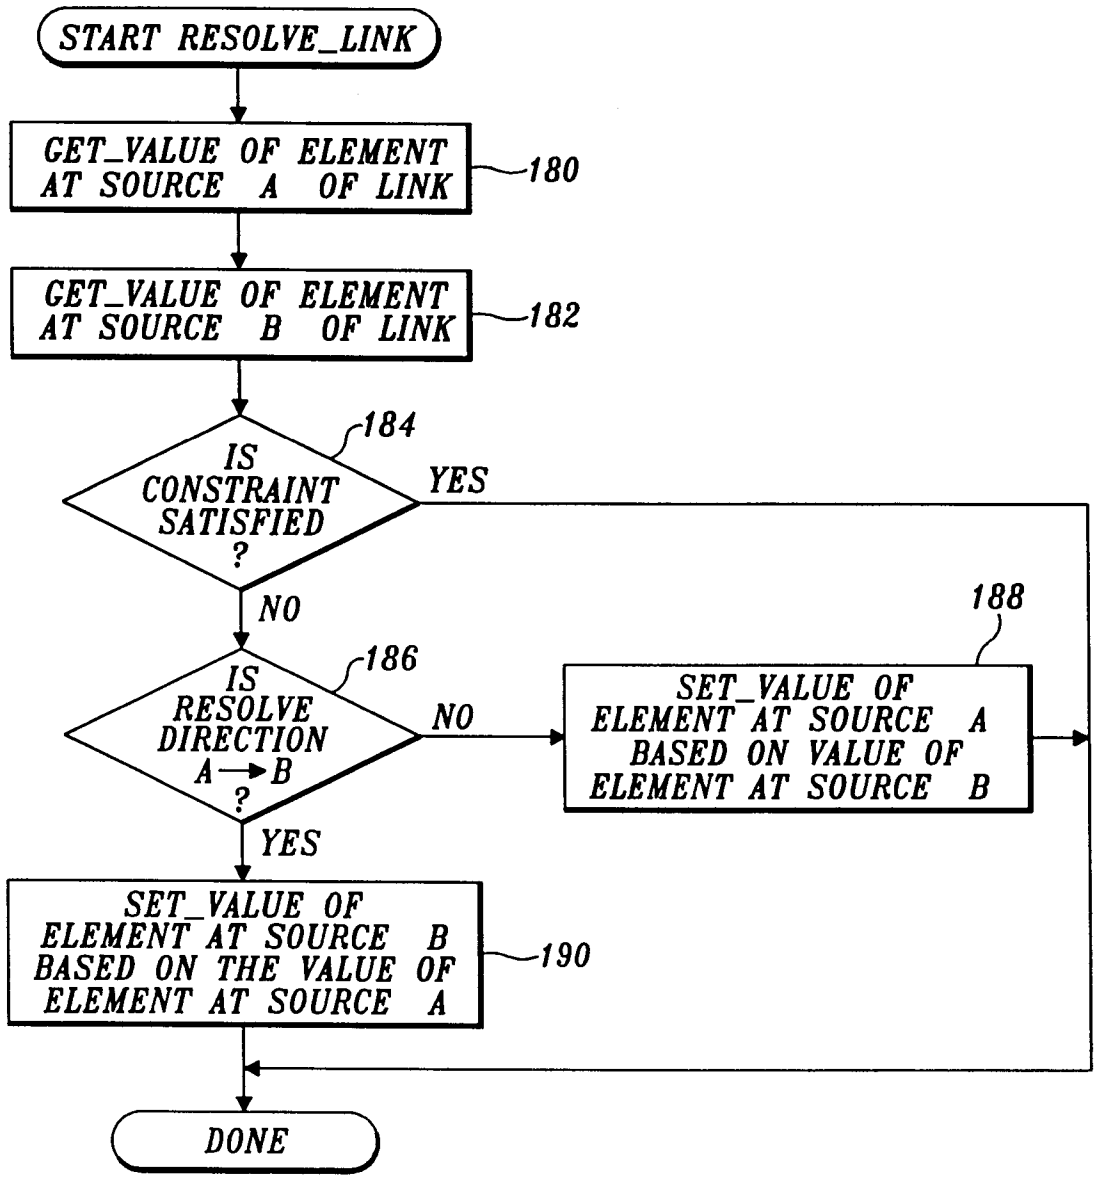 START RESOLVE_LINK
GET_VALUE OF ELEMENT
AT SOURCE A OF LINK
180
GET_VALUE OF ELEMENT
AT SOURCE B OF LINK
182
184
IS
CONSTRAINT
SATISFIED
?
YES
NO
188
186
IS
RESOLVE
DIRECTION
A → B
?
NO
SET_VALUE OF
ELEMENT AT SOURCE A
BASED ON VALUE OF
ELEMENT AT SOURCE B
YES
SET_VALUE OF
ELEMENT AT SOURCE B
BASED ON THE VALUE OF
ELEMENT AT SOURCE A
190
DONE